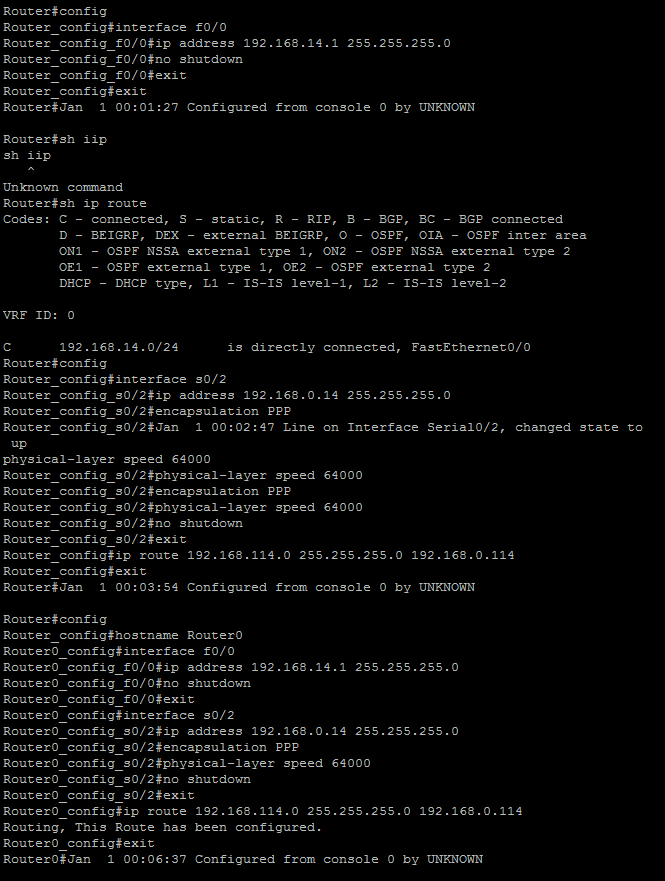 Router#config
Router_config#interface f0/0
Router_config_f0/0#ip address 192.168.14.1 255.255.255.0
Router_config_f0/0#no shutdown
Router_config_f0/0#exit
Router_config#exit
Router#Jan  1 00:01:27 Configured from console 0 by UNKNOWN

Router#sh iip
sh iip
   ^
Unknown command
Router#sh ip route
Codes: C - connected, S - static, R - RIP, B - BGP, BC - BGP connected
       D - BEIGRP, DEX - external BEIGRP, O - OSPF, OIA - OSPF inter area
       ON1 - OSPF NSSA external type 1, ON2 - OSPF NSSA external type 2
       OE1 - OSPF external type 1, OE2 - OSPF external type 2
       DHCP - DHCP type, L1 - IS-IS level-1, L2 - IS-IS level-2

VRF ID: 0

C      192.168.14.0/24      is directly connected, FastEthernet0/0
Router#config
Router_config#interface s0/2
Router_config_s0/2#ip address 192.168.0.14 255.255.255.0
Router_config_s0/2#encapsulation PPP
Router_config_s0/2#Jan  1 00:02:47 Line on Interface Serial0/2, changed state to
 up
physical-layer speed 64000
Router_config_s0/2#physical-layer speed 64000
Router_config_s0/2#encapsulation PPP
Router_config_s0/2#physical-layer speed 64000
Router_config_s0/2#no shutdown
Router_config_s0/2#exit
Router_config#ip route 192.168.114.0 255.255.255.0 192.168.0.114
Router_config#exit
Router#Jan  1 00:03:54 Configured from console 0 by UNKNOWN

Router#config
Router_config#hostname Router0
Router0_config#interface f0/0
Router0_config_f0/0#ip address 192.168.14.1 255.255.255.0
Router0_config_f0/0#no shutdown
Router0_config_f0/0#exit
Router0_config#interface s0/2
Router0_config_s0/2#ip address 192.168.0.14 255.255.255.0
Router0_config_s0/2#encapsulation PPP
Router0_config_s0/2#physical-layer speed 64000
Router0_config_s0/2#no shutdown
Router0_config_s0/2#exit
Router0_config#ip route 192.168.114.0 255.255.255.0 192.168.0.114
Routing, This Route has been configured.
Router0_config#exit
Router0#Jan  1 00:06:37 Configured from console 0 by UNKNOWN